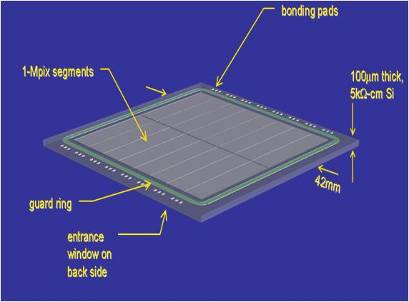 bonding pads
1-Mpix segments
100µm thick,
5kΩ-cm Si
42mm
guard ring
entrance
window on
back side